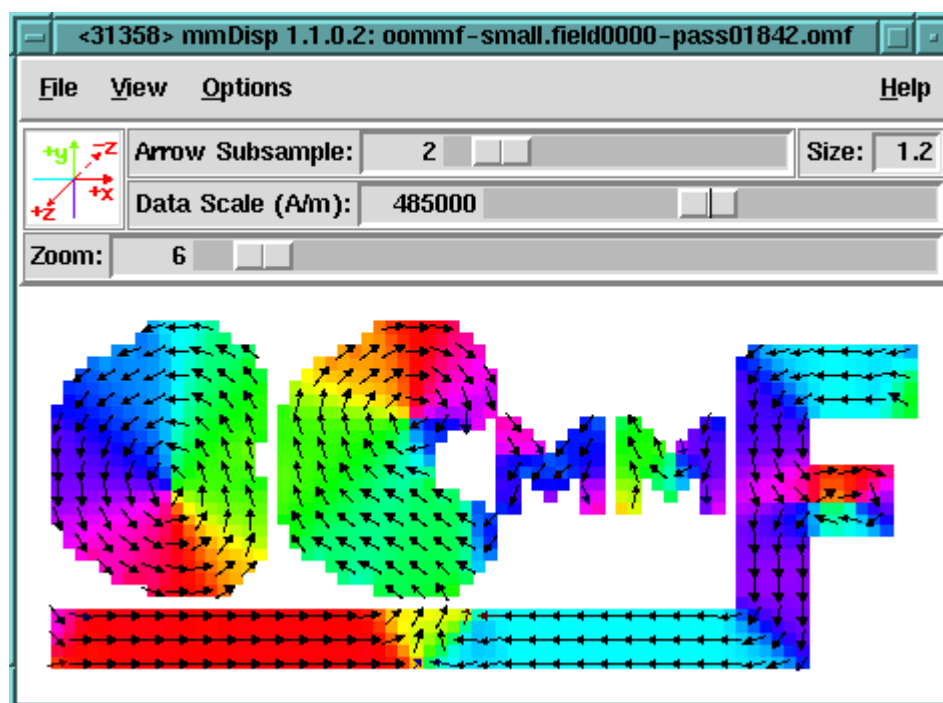 <31358> mmDisp 1.1.0.2: oommf-small.field0000-pass01842.omf
File View Options Help
+y -z +x +z
Arrow Subsample: 2 Size: 1.2
Data Scale (A/m): 485000
Zoom: 6
OOMMF